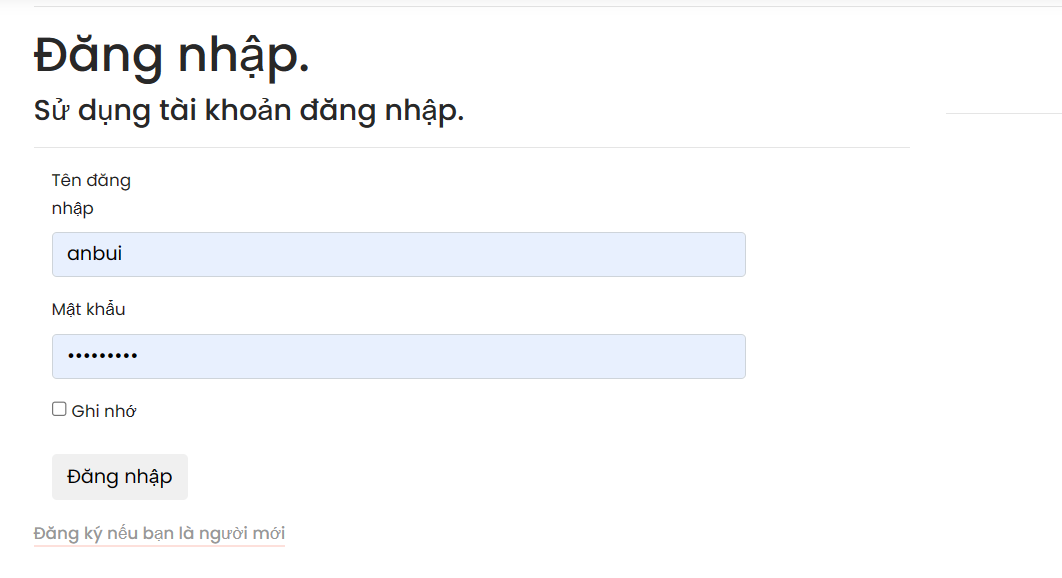 Đăng nhập.
Sử dụng tài khoản đăng nhập.
Tên đăng
nhập
anbui
Mật khẩu
•••••••••
Ghi nhớ
Đăng nhập
Đăng ký nếu bạn là người mới